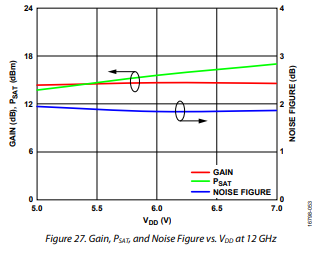 24
18
12
6
0
GAIN (dB), PSAT (dBm)
4
3
2
1
0
NOISE FIGURE (dB)
GAIN
PSAT
NOISE FIGURE
5.0 5.5 6.0 6.5 7.0
VDD (V)
16798-053
Figure 27. Gain, PSAT, and Noise Figure vs. VDD at 12 GHz